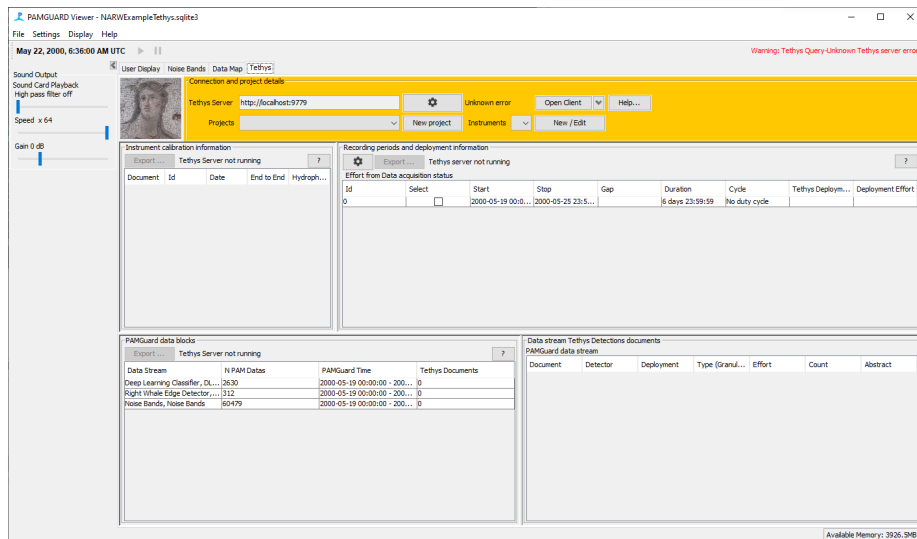 PAMGUARD Viewer - NARWExampleTethys.sqlite3
File Settings Display Help
May 22, 2000, 6:36:00 AM UTC
Warning: Tethys Query-Unknown Tethys server error
Sound Output
Sound Card Playback
High pass filter off
Speed x 64
Gain 0 dB
User Display Noise Bands Data Map Tethys
Connection and project details
Tethys Server http://localhost:9779 Unknown error Open Client Help...
Projects New project Instruments New / Edit
Instrument calibration information
Export ... Tethys Server not running ?
Document Id Date End to End Hydroph...
Recording periods and deployment information
Export ... Tethys server not running ?
Effort from Data acquisition status
Id Select Start Stop Gap Duration Cycle Tethys Deploym... Deployment Effort
0 2000-05-19 00:0... 2000-05-25 23:5... 6 days 23:59:59 No duty cycle
PAMGuard data blocks
Export ... Tethys Server not running ?
Data Stream N PAM Datas PAMGuard Time Tethys Documents
Deep Learning Classifier, DL... 2630 2000-05-19 00:00:00 - 200... 0
Right Whale Edge Detector,... 312 2000-05-19 00:00:00 - 200... 0
Noise Bands, Noise Bands 60479 2000-05-19 00:00:00 - 200... 0
Data stream Tethys Detections documents
PAMGuard data stream
Document Detector Deployment Type (Granul... Effort Count Abstract
Available Memory: 3926.5MB